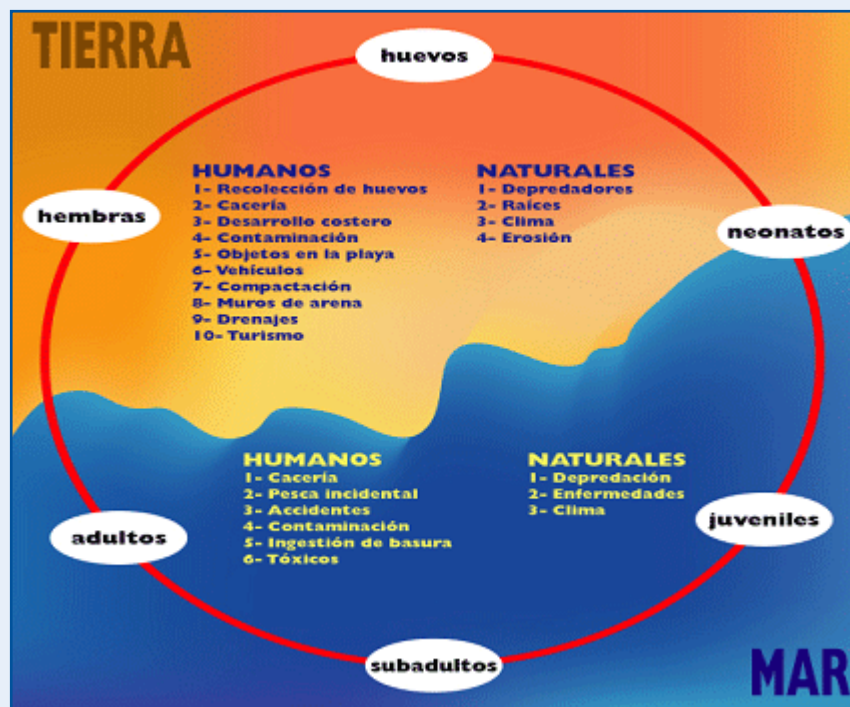 TIERRA
huevos
hembras
neonatos
HUMANOS
1- Recolección de huevos
2- Cacería
3- Desarrollo costero
4- Contaminación
5- Objetos en la playa
6- Vehículos
7- Compactación
8- Muros de arena
9- Drenajes
10- Turismo
NATURALES
1- Depredadores
2- Raíces
3- Clima
4- Erosión
HUMANOS
1- Cacería
2- Pesca incidental
3- Accidentes
4- Contaminación
5- Ingestión de basura
6- Tóxicos
NATURALES
1- Depredación
2- Enfermedades
3- Clima
adultos
juveniles
subadultos
MAR